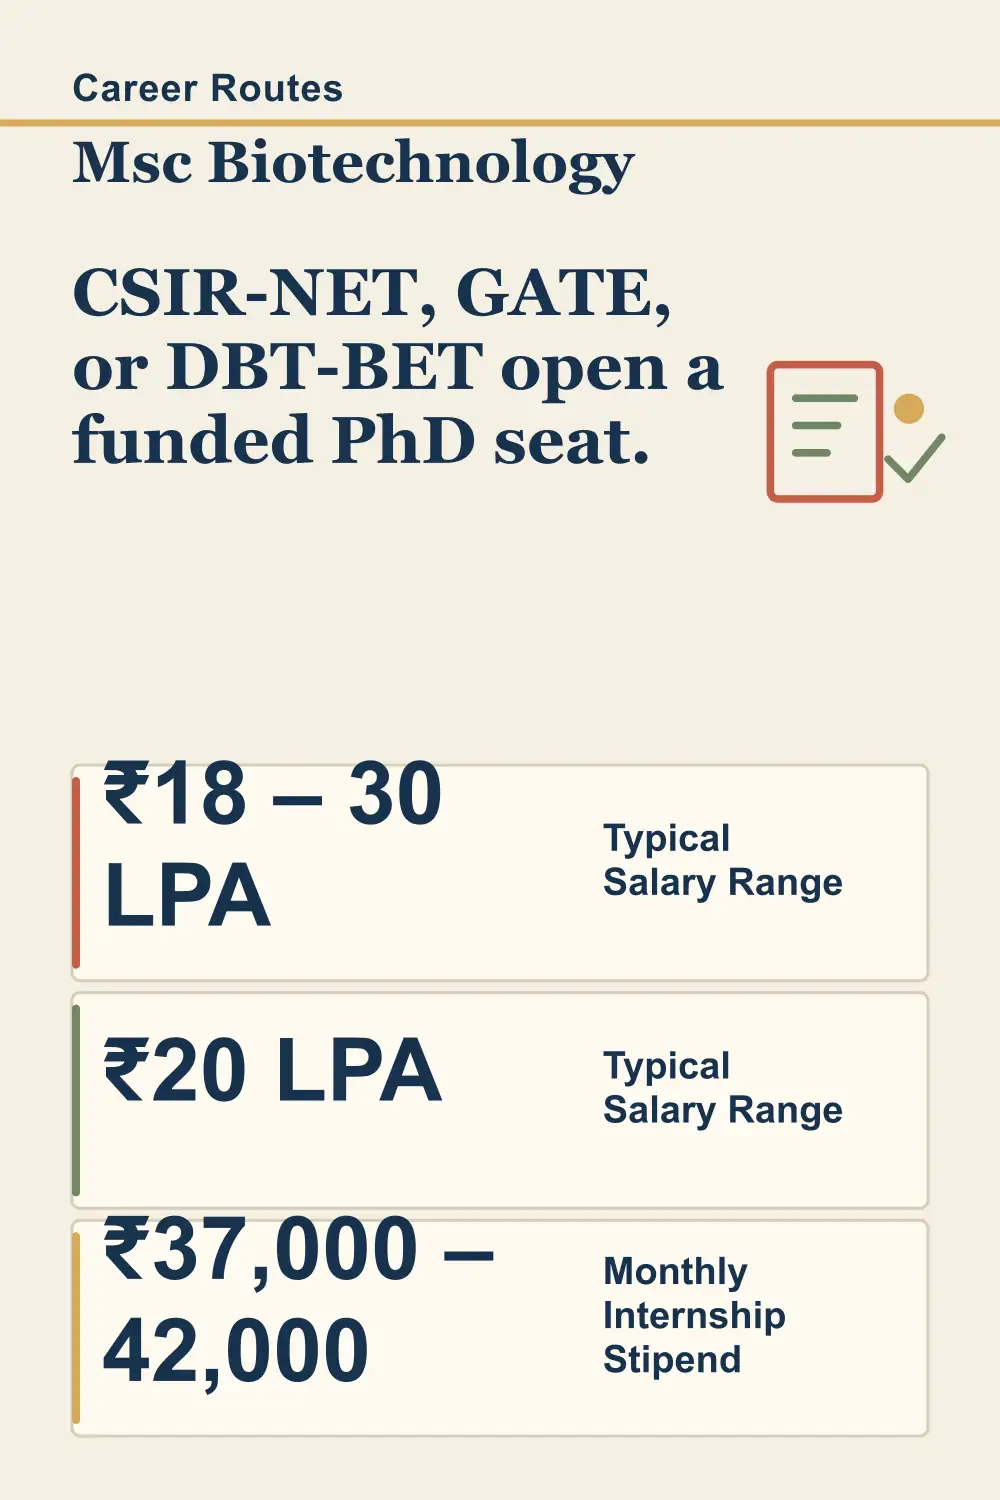 Career Routes
Msc Biotechnology
CSIR-NET, GATE,
or DBT-BET open a
funded PhD seat.
₹18 – 30
LPA
Typical
Salary Range
₹20 LPA
Typical
Salary Range
₹37,000 –
42,000
Monthly
Internship
Stipend